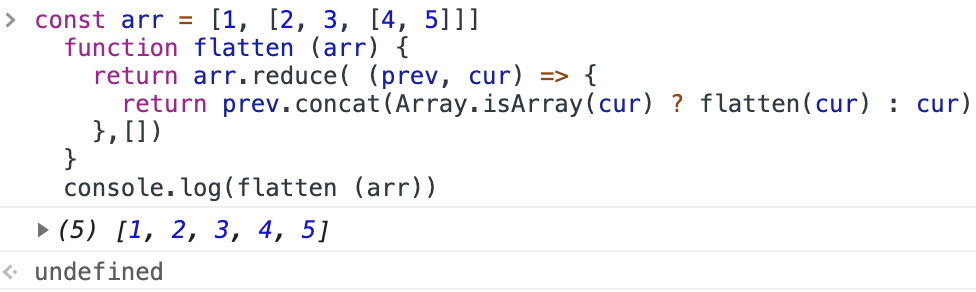 > const arr = [1, [2, 3, [4, 5]]]
function flatten (arr) {
return arr.reduce( (prev, cur) => {
return prev.concat(Array.isArray(cur) ? flatten(cur) : cur)
},[])
}
console.log(flatten (arr))
(5) [1, 2, 3, 4, 5]
undefined